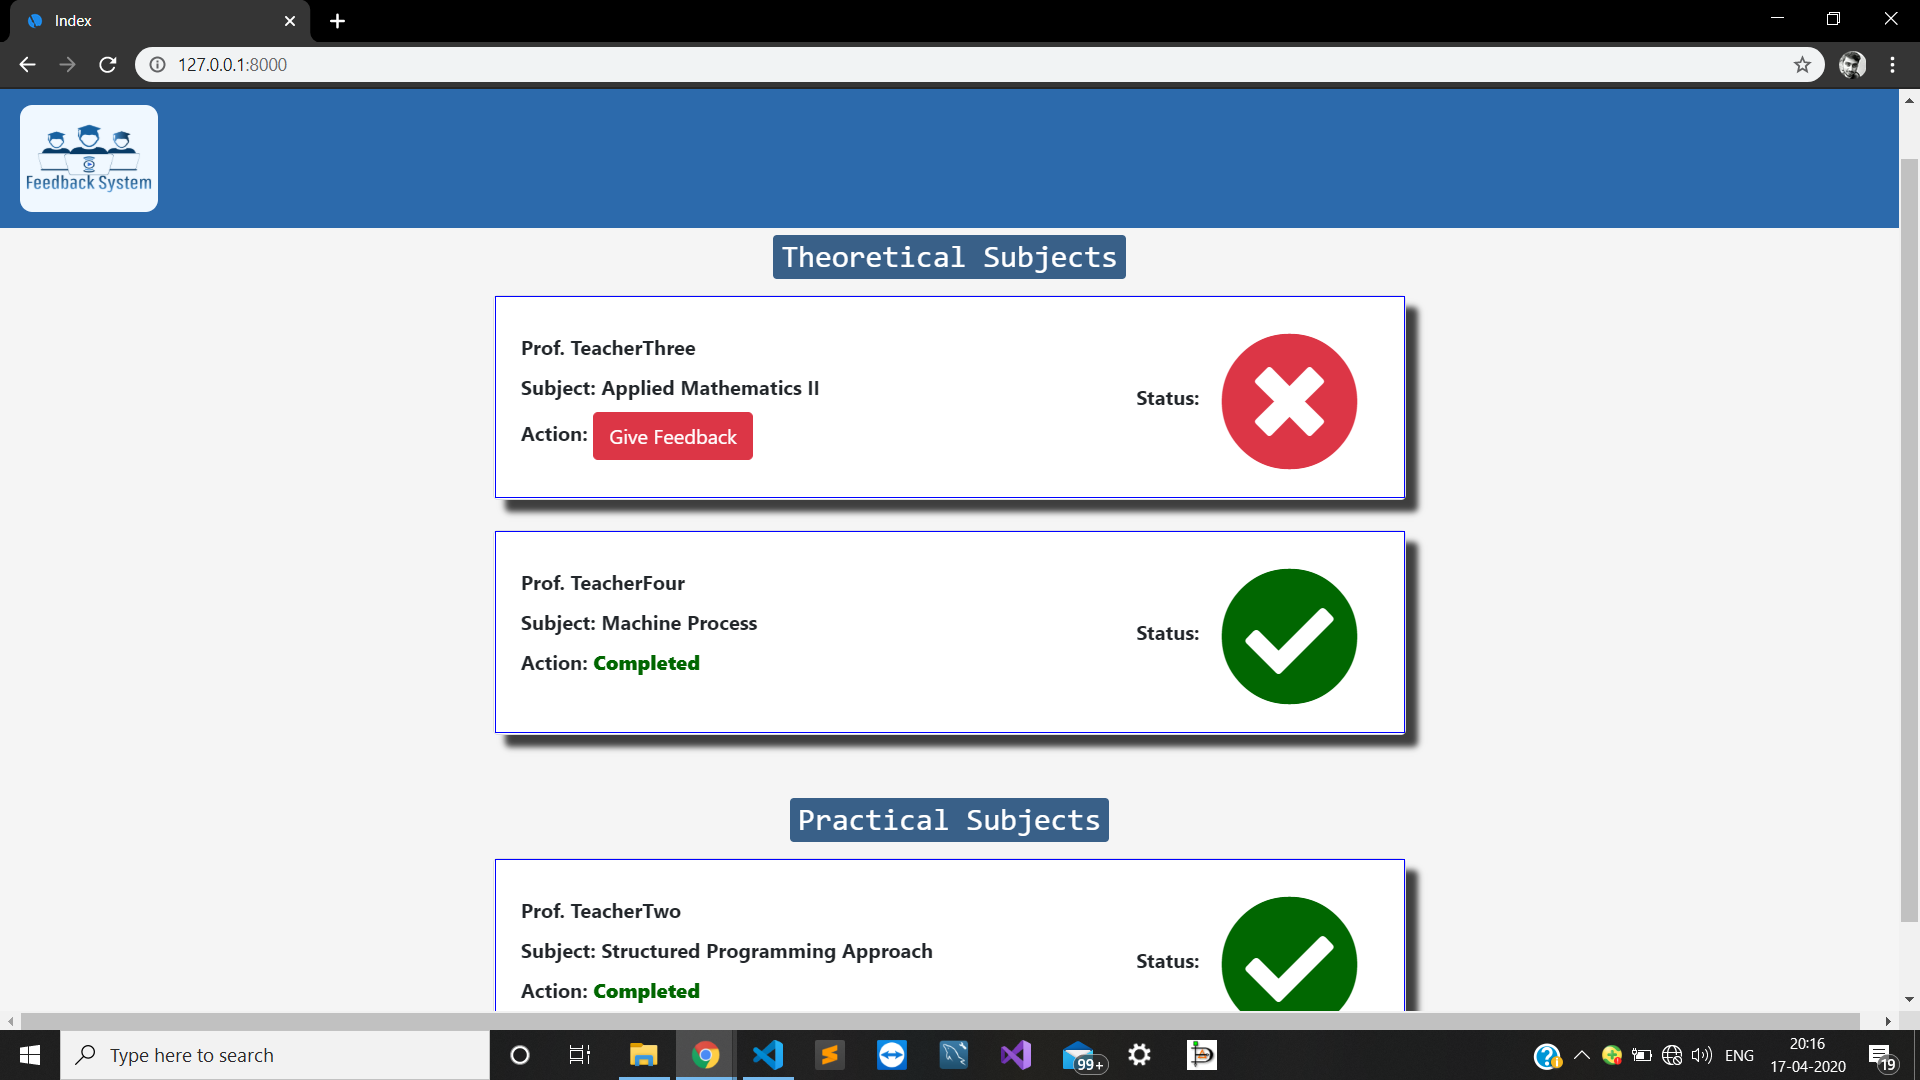 Index
127.0.0.1:8000
Feedback System
Theoretical Subjects
Prof. TeacherThree
Subject: Applied Mathematics II
Action: Give Feedback
Status:
Prof. TeacherFour
Subject: Machine Process
Action: Completed
Status:
Practical Subjects
Prof. TeacherTwo
Subject: Structured Programming Approach
Action: Completed
Status:
Type here to search
99+
ENG
20:16
17-04-2020
19